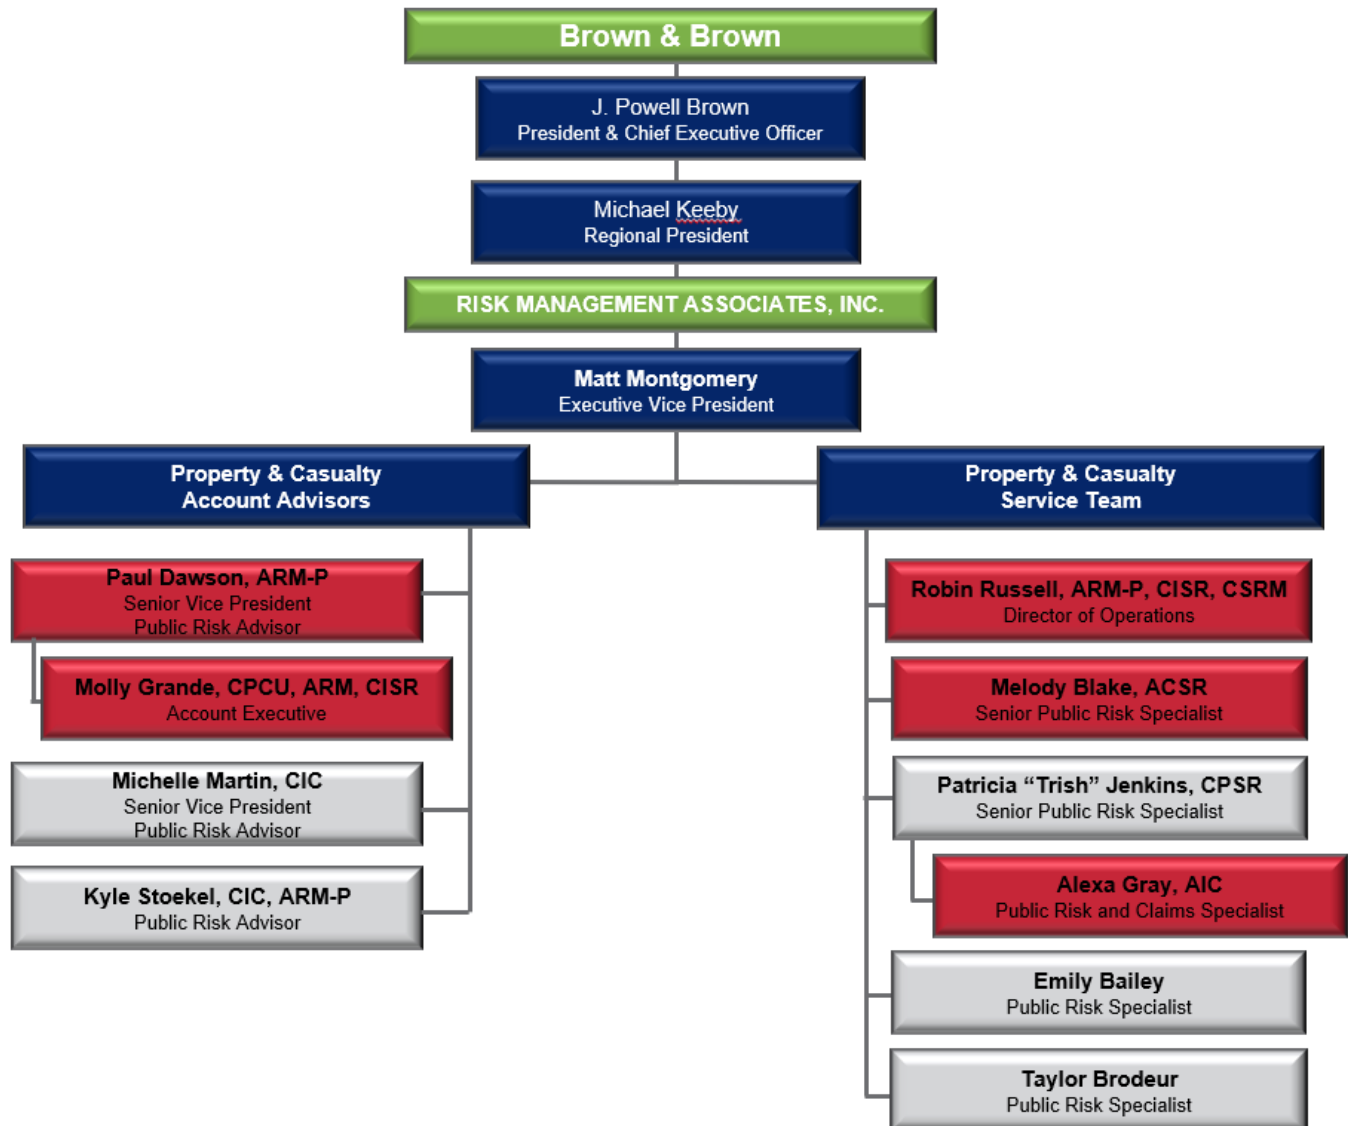 Brown & Brown
J. Powell Brown
President & Chief Executive Officer
Michael Keeby
Regional President
RISK MANAGEMENT ASSOCIATES, INC.
Matt Montgomery
Executive Vice President
Property & Casualty
Account Advisors
Paul Dawson, ARM-P
Senior Vice President
Public Risk Advisor
Molly Grande, CPCU, ARM, CISR
Account Executive
Michelle Martin, CIC
Senior Vice President
Public Risk Advisor
Kyle Stoekel, CIC, ARM-P
Public Risk Advisor
Property & Casualty
Service Team
Robin Russell, ARM-P, CISR, CSRM
Director of Operations
Melody Blake, ACSR
Senior Public Risk Specialist
Patricia “Trish” Jenkins, CPSR
Senior Public Risk Specialist
Alexa Gray, AIC
Public Risk and Claims Specialist
Emily Bailey
Public Risk Specialist
Taylor Brodeur
Public Risk Specialist